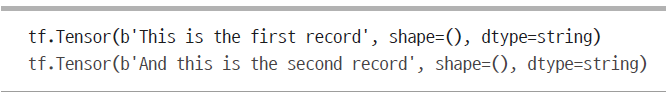 tf.Tensor(b'This is the first record', shape=(), dtype=string)
tf.Tensor(b'And this is the second record', shape=(), dtype=string)